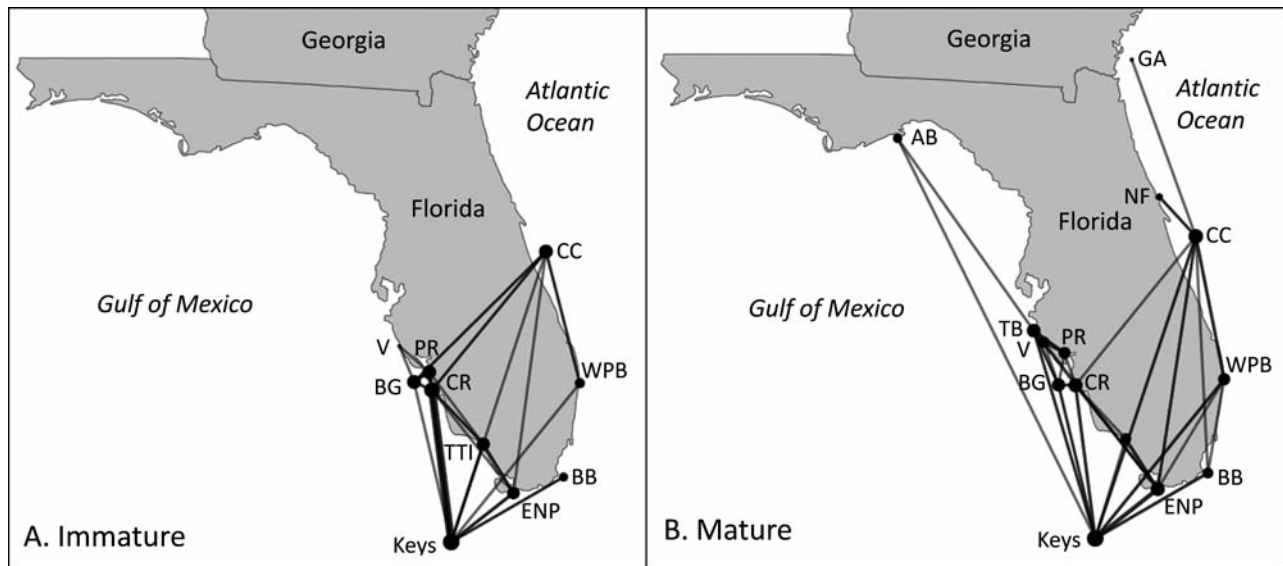 Georgia
Atlantic
Ocean
Florida
CC
Gulf of Mexico
V
PR
BG
CR
WPB
TTI
BB
ENP
Keys
A. Immature
Georgia
GA
Atlantic
Ocean
AB
NF
Florida
CC
Gulf of Mexico
TB
V
PR
BG
CR
WPB
BB
ENP
Keys
B. Mature